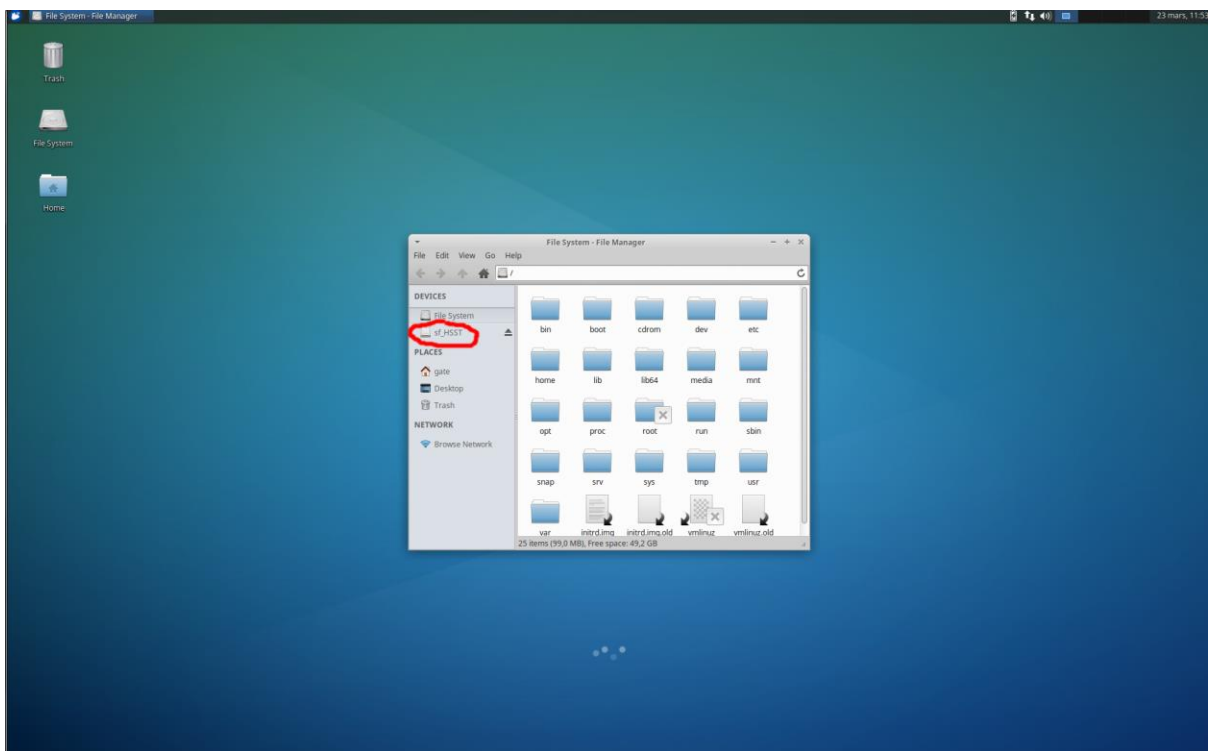 File System - File Manager
23 mars, 11:53
Trash
File System
Home
File System - File Manager
File Edit View Go Help
/
DEVICES
File System
sf_HSST
PLACES
gate
Desktop
Trash
NETWORK
Browse Network
bin boot cdrom dev etc
home lib lib64 media mnt
opt proc root run sbin
snap srv sys tmp usr
var initrd.img initrd.img.old vmlinuz vmlinuz.old
25 items (99,0 MB), Free space: 49,2 GB